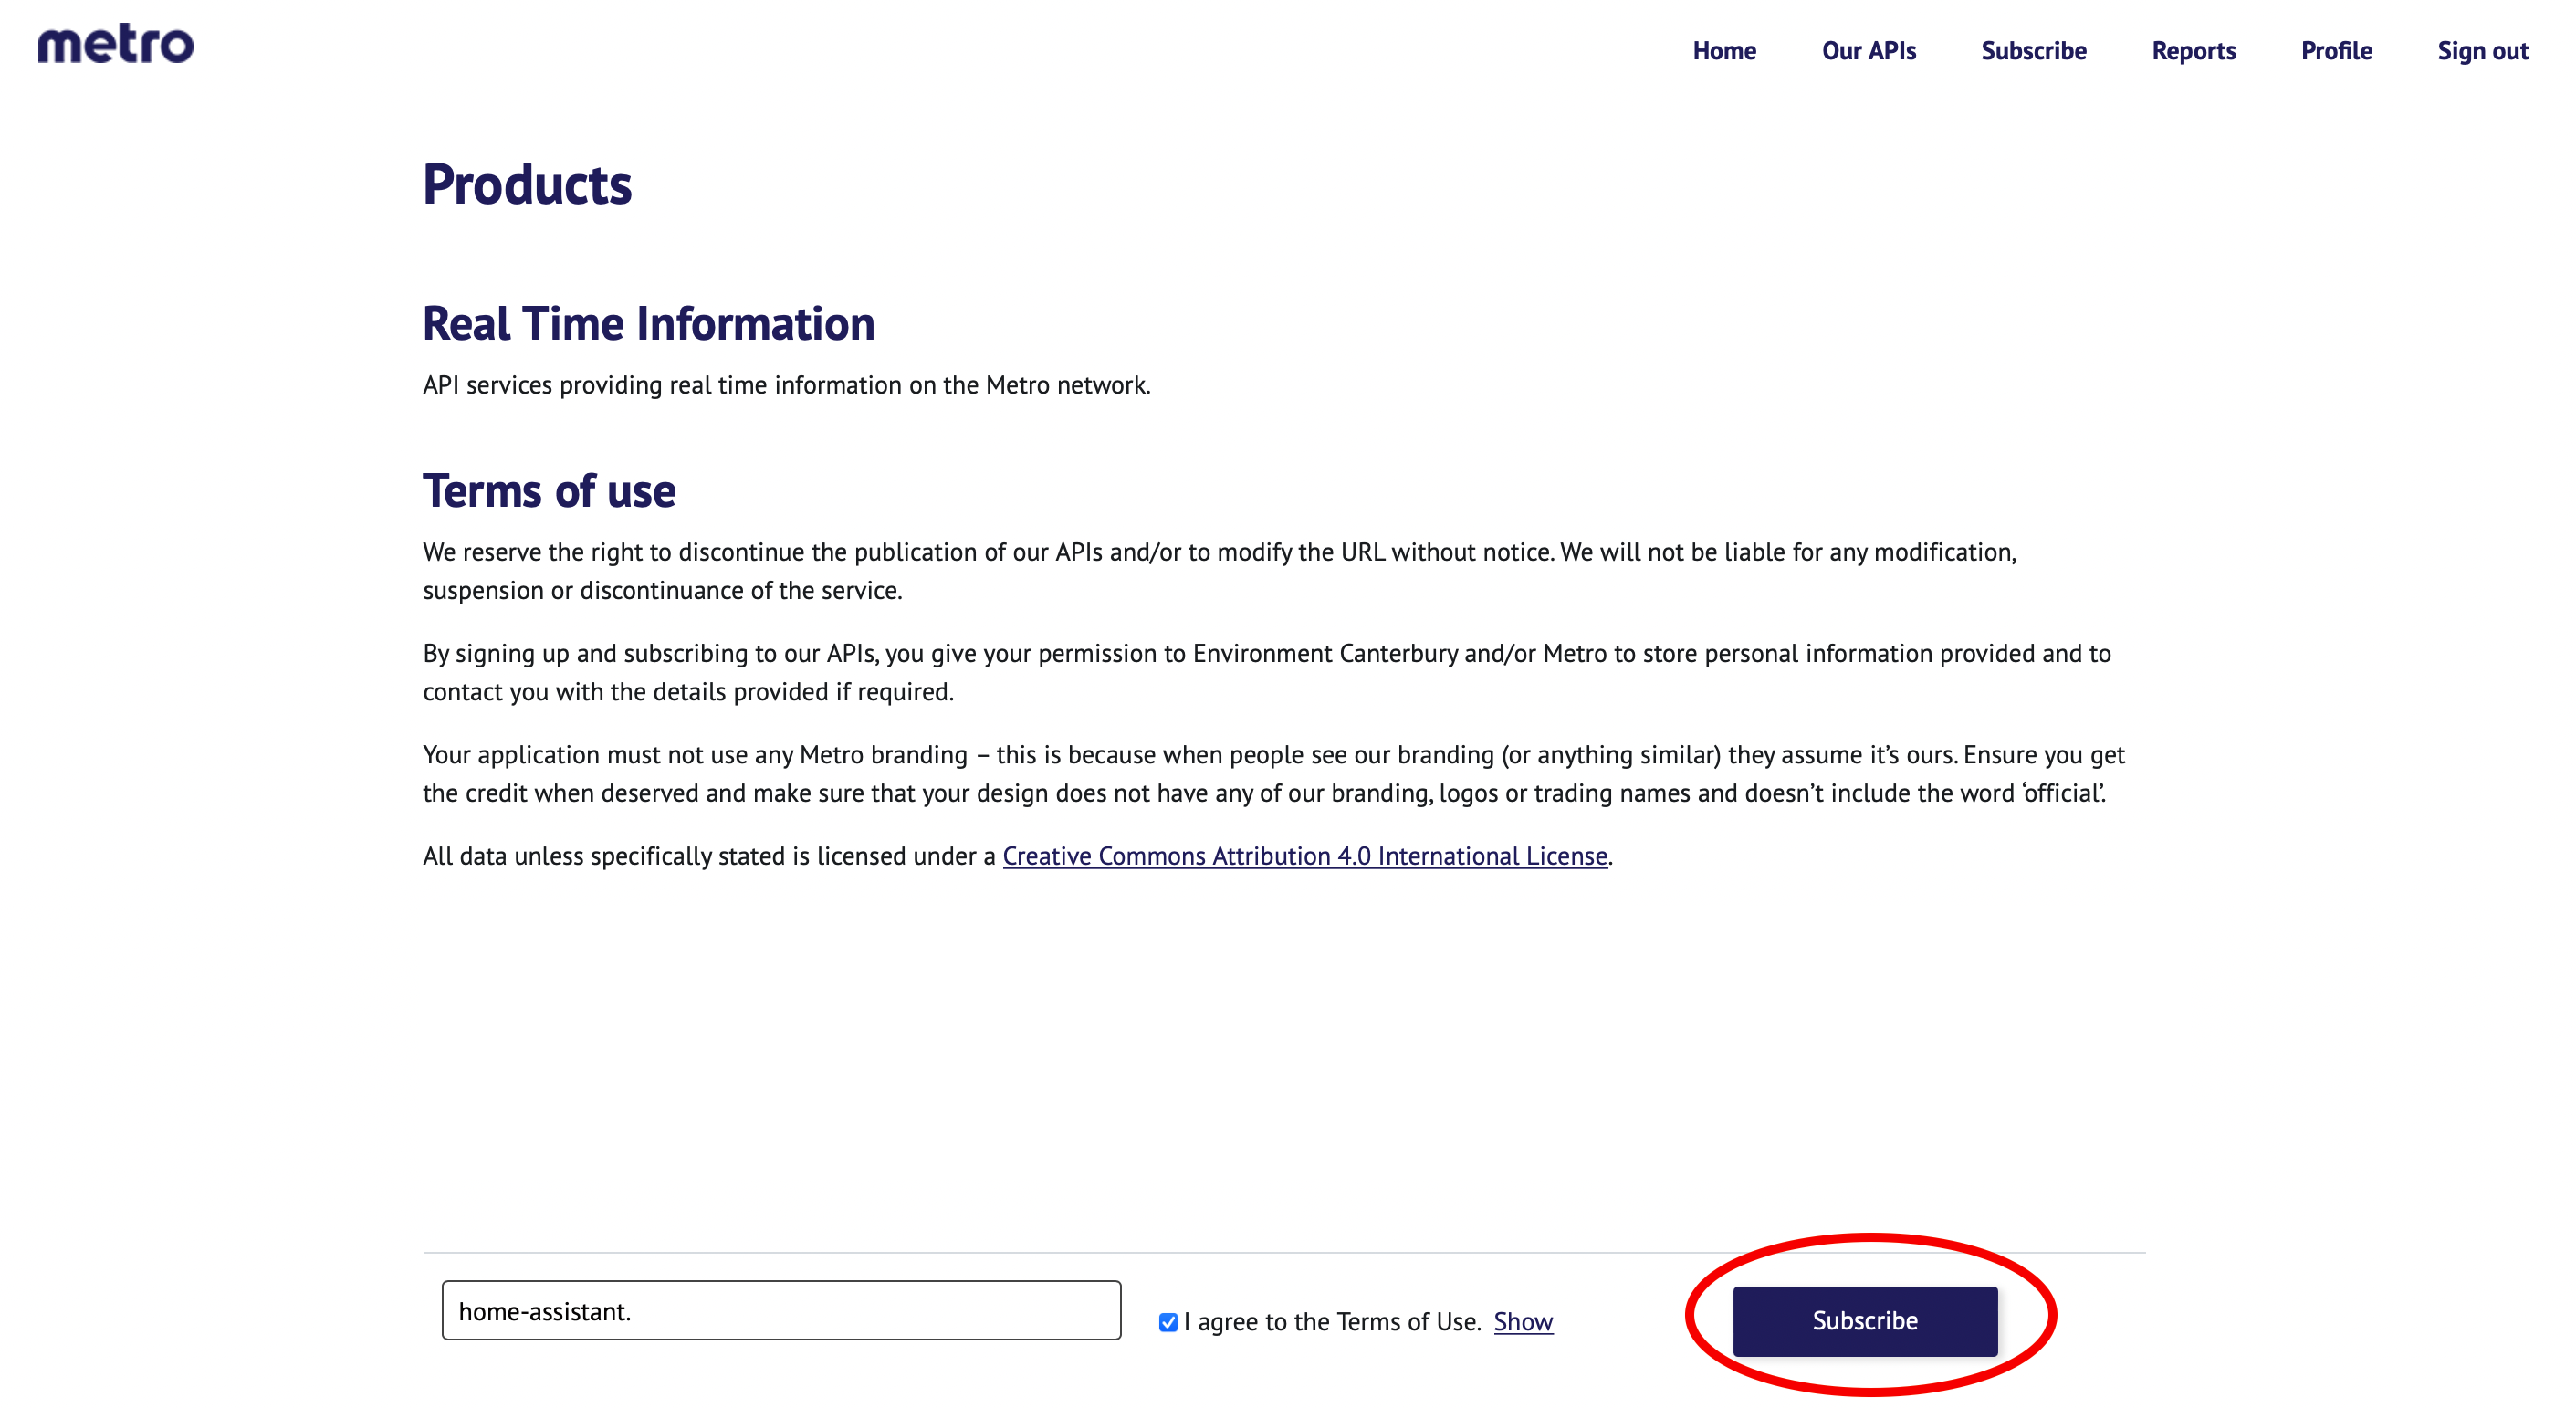 metro
Home Our APIs Subscribe Reports Profile Sign out
Products
Real Time Information
API services providing real time information on the Metro network.
Terms of use
We reserve the right to discontinue the publication of our APIs and/or to modify the URL without notice. We will not be liable for any modification,
suspension or discontinuance of the service.
By signing up and subscribing to our APIs, you give your permission to Environment Canterbury and/or Metro to store personal information provided and to
contact you with the details provided if required.
Your application must not use any Metro branding – this is because when people see our branding (or anything similar) they assume it’s ours. Ensure you get
the credit when deserved and make sure that your design does not have any of our branding, logos or trading names and doesn’t include the word ‘official’.
All data unless specifically stated is licensed under a Creative Commons Attribution 4.0 International License.
home-assistant.
I agree to the Terms of Use. Show
Subscribe